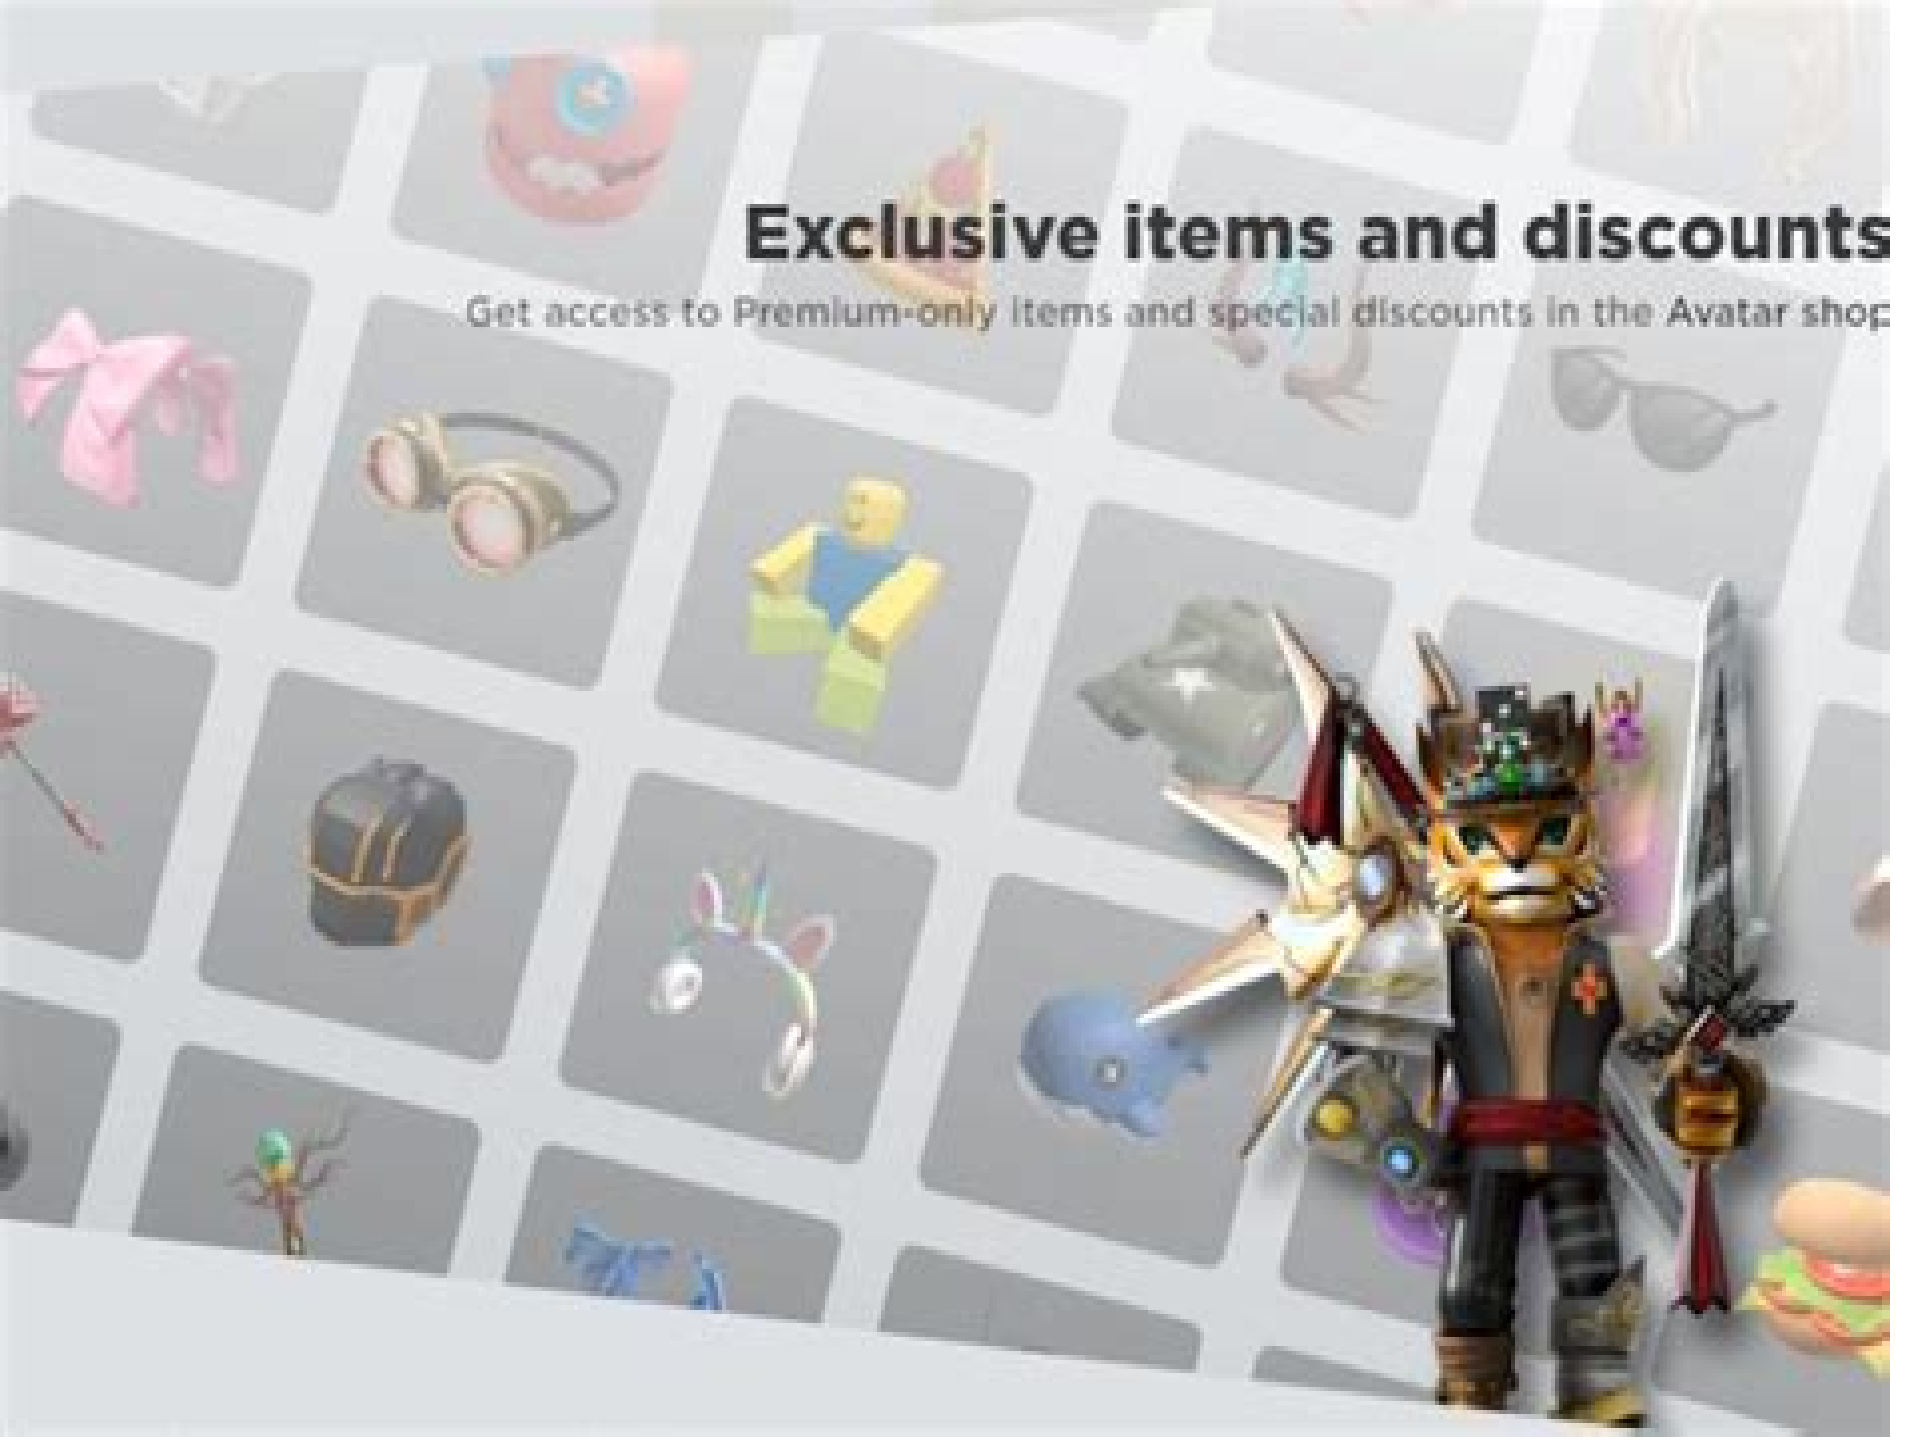 Exclusive items and discounts
Get access to Premium-only items and special discounts in the Avatar shop